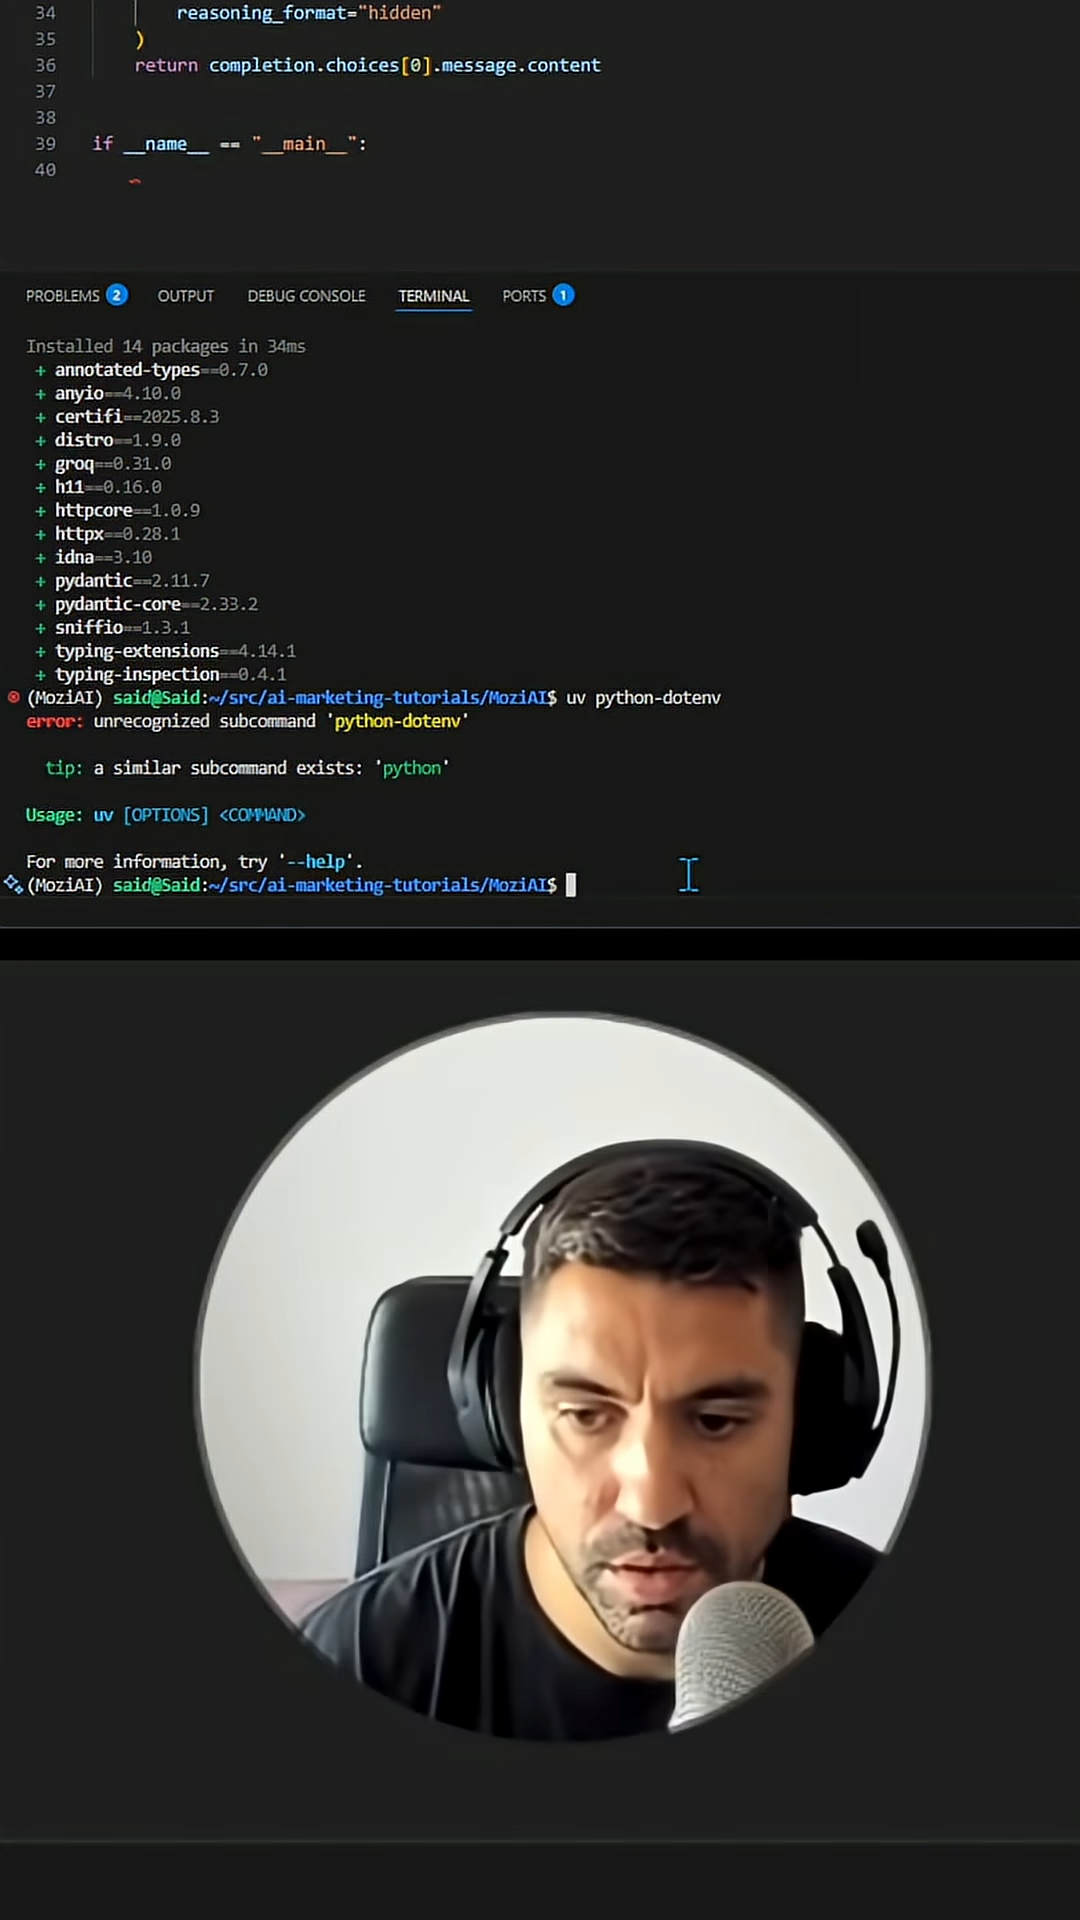 34 reasoning_format="hidden"
35 )
36 return completion.choices[0].message.content
37
38
39 if __name__ == "__main__":
40
PROBLEMS 2 OUTPUT DEBUG CONSOLE TERMINAL PORTS 1
Installed 14 packages in 34ms
+ annotated-types==0.7.0
+ anyio==4.10.0
+ certifi==2025.8.3
+ distro==1.9.0
+ groq==0.31.0
+ h11==0.16.0
+ httpcore==1.0.9
+ httpx==0.28.1
+ idna==3.10
+ pydantic==2.11.7
+ pydantic-core==2.33.2
+ sniffio==1.3.1
+ typing-extensions==4.14.1
+ typing-inspection==0.4.1
(MoziAI) said@Said:~/src/ai-marketing-tutorials/MoziAI$ uv python-dotenv
error: unrecognized subcommand 'python-dotenv'
tip: a similar subcommand exists: 'python'
Usage: uv [OPTIONS] <COMMAND>
For more information, try '--help'.
(MoziAI) said@Said:~/src/ai-marketing-tutorials/MoziAI$